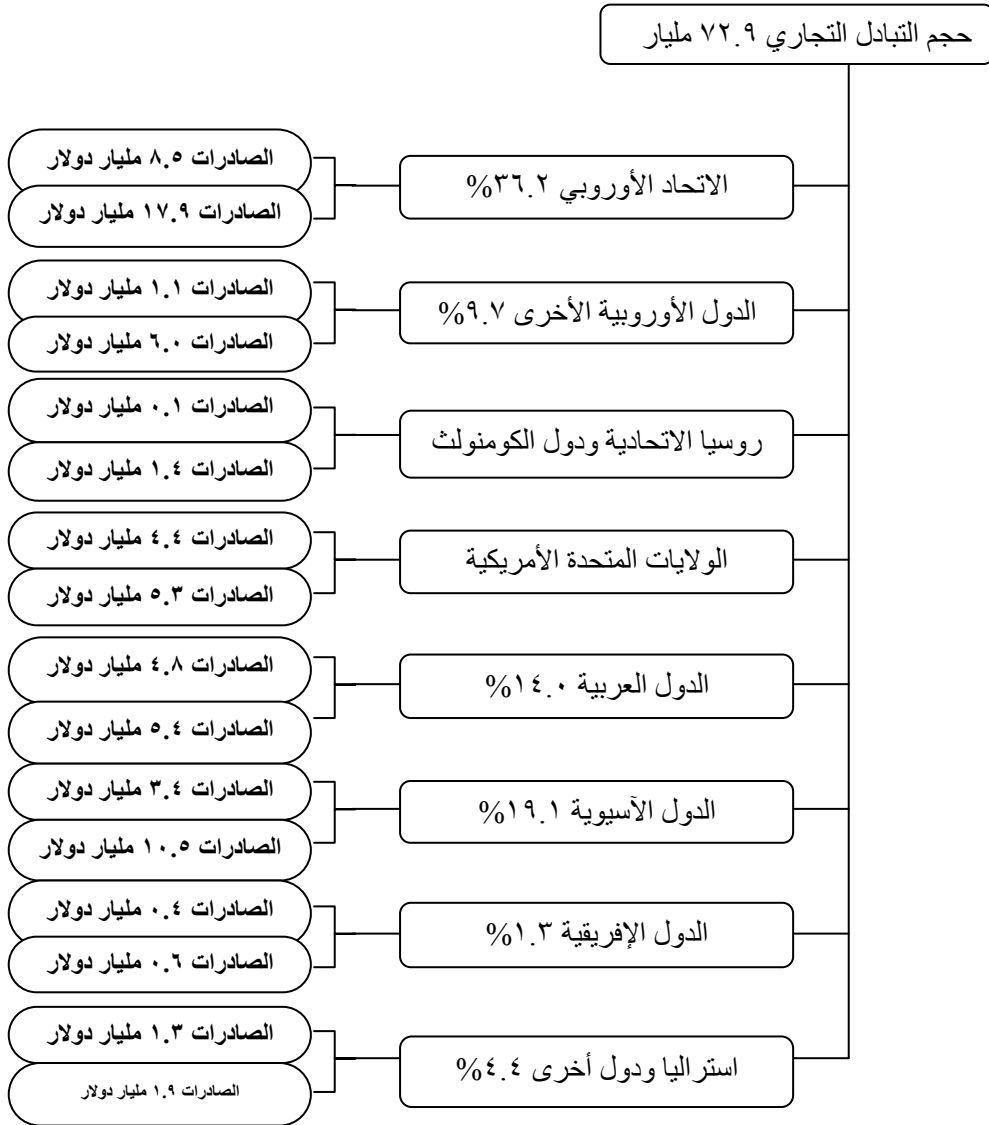 حجم التبادل التجاري ٧٢.٩ مليار
الاتحاد الأوروبي ٣٦.٢%
الصادرات ٨.٥ مليار دولار
الصادرات ١٧.٩ مليار دولار
الدول الأوروبية الأخرى ٩.٧%
الصادرات ١.١ مليار دولار
الصادرات ٦.٠ مليار دولار
روسيا الاتحادية ودول الكومنولث
الصادرات ٠.١ مليار دولار
الصادرات ١.٤ مليار دولار
الولايات المتحدة الأمريكية
الصادرات ٤.٤ مليار دولار
الصادرات ٥.٣ مليار دولار
الدول العربية ١٤.٠%
الصادرات ٤.٨ مليار دولار
الصادرات ٥.٤ مليار دولار
الدول الآسيوية ١٩.١%
الصادرات ٣.٤ مليار دولار
الصادرات ١٠.٥ مليار دولار
الدول الإفريقية ١.٣%
الصادرات ٠.٤ مليار دولار
الصادرات ٠.٦ مليار دولار
استراليا ودول أخرى ٤.٤%
الصادرات ١.٣ مليار دولار
الصادرات ١.٩ مليار دولار